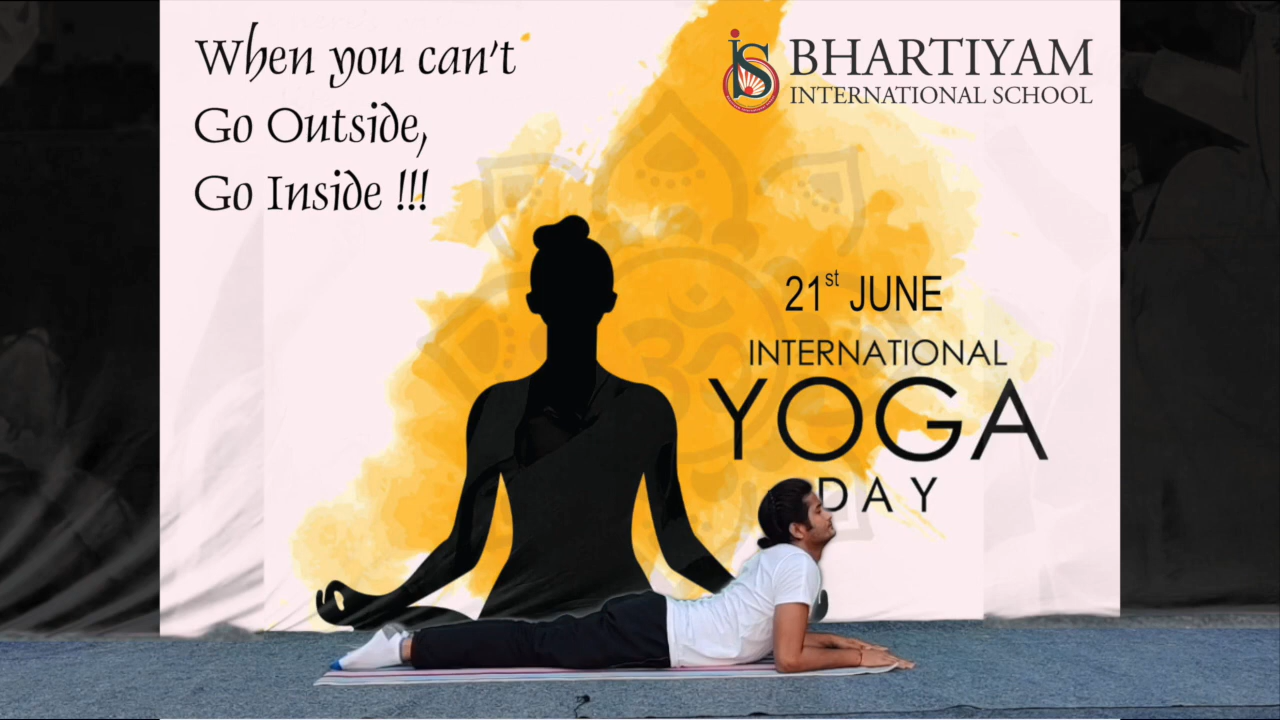 When you can't
Go Outside,
Go Inside !!!
BHARTIYAM
INTERNATIONAL SCHOOL
21st JUNE
INTERNATIONAL
YOGA
DAY